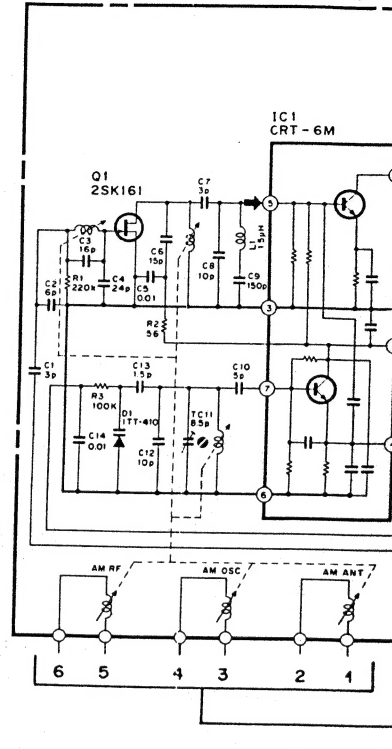 IC1
CRT-6M
Q1
2SK161
C7
3p
5
C3
16p
C6
15p
L1
1.5μH
C8
10p
C9
150p
R1
220k
C4
24p
C5
0.01
C2
6p
3
R2
56
C1
3p
C13
1.5p
C10
5p
7
R3
100K
D1
1TT-410
TC11
8.5p
C14
0.01
C12
10p
6
AM RF
AM OSC
AM ANT
6
5
4
3
2
1